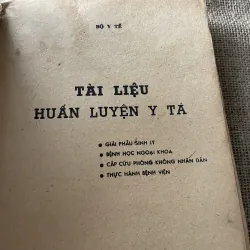 BỘ Y TẾ
TÀI LIỆU
HUẤN LUYỆN Y TÁ
• GIẢI PHẪU SINH LÝ
• BỆNH HỌC NGOẠI KHOA
• CẤP CỨU PHÒNG KHÔNG NHÂN DÂN
• THỰC HÀNH BỆNH VIỆN